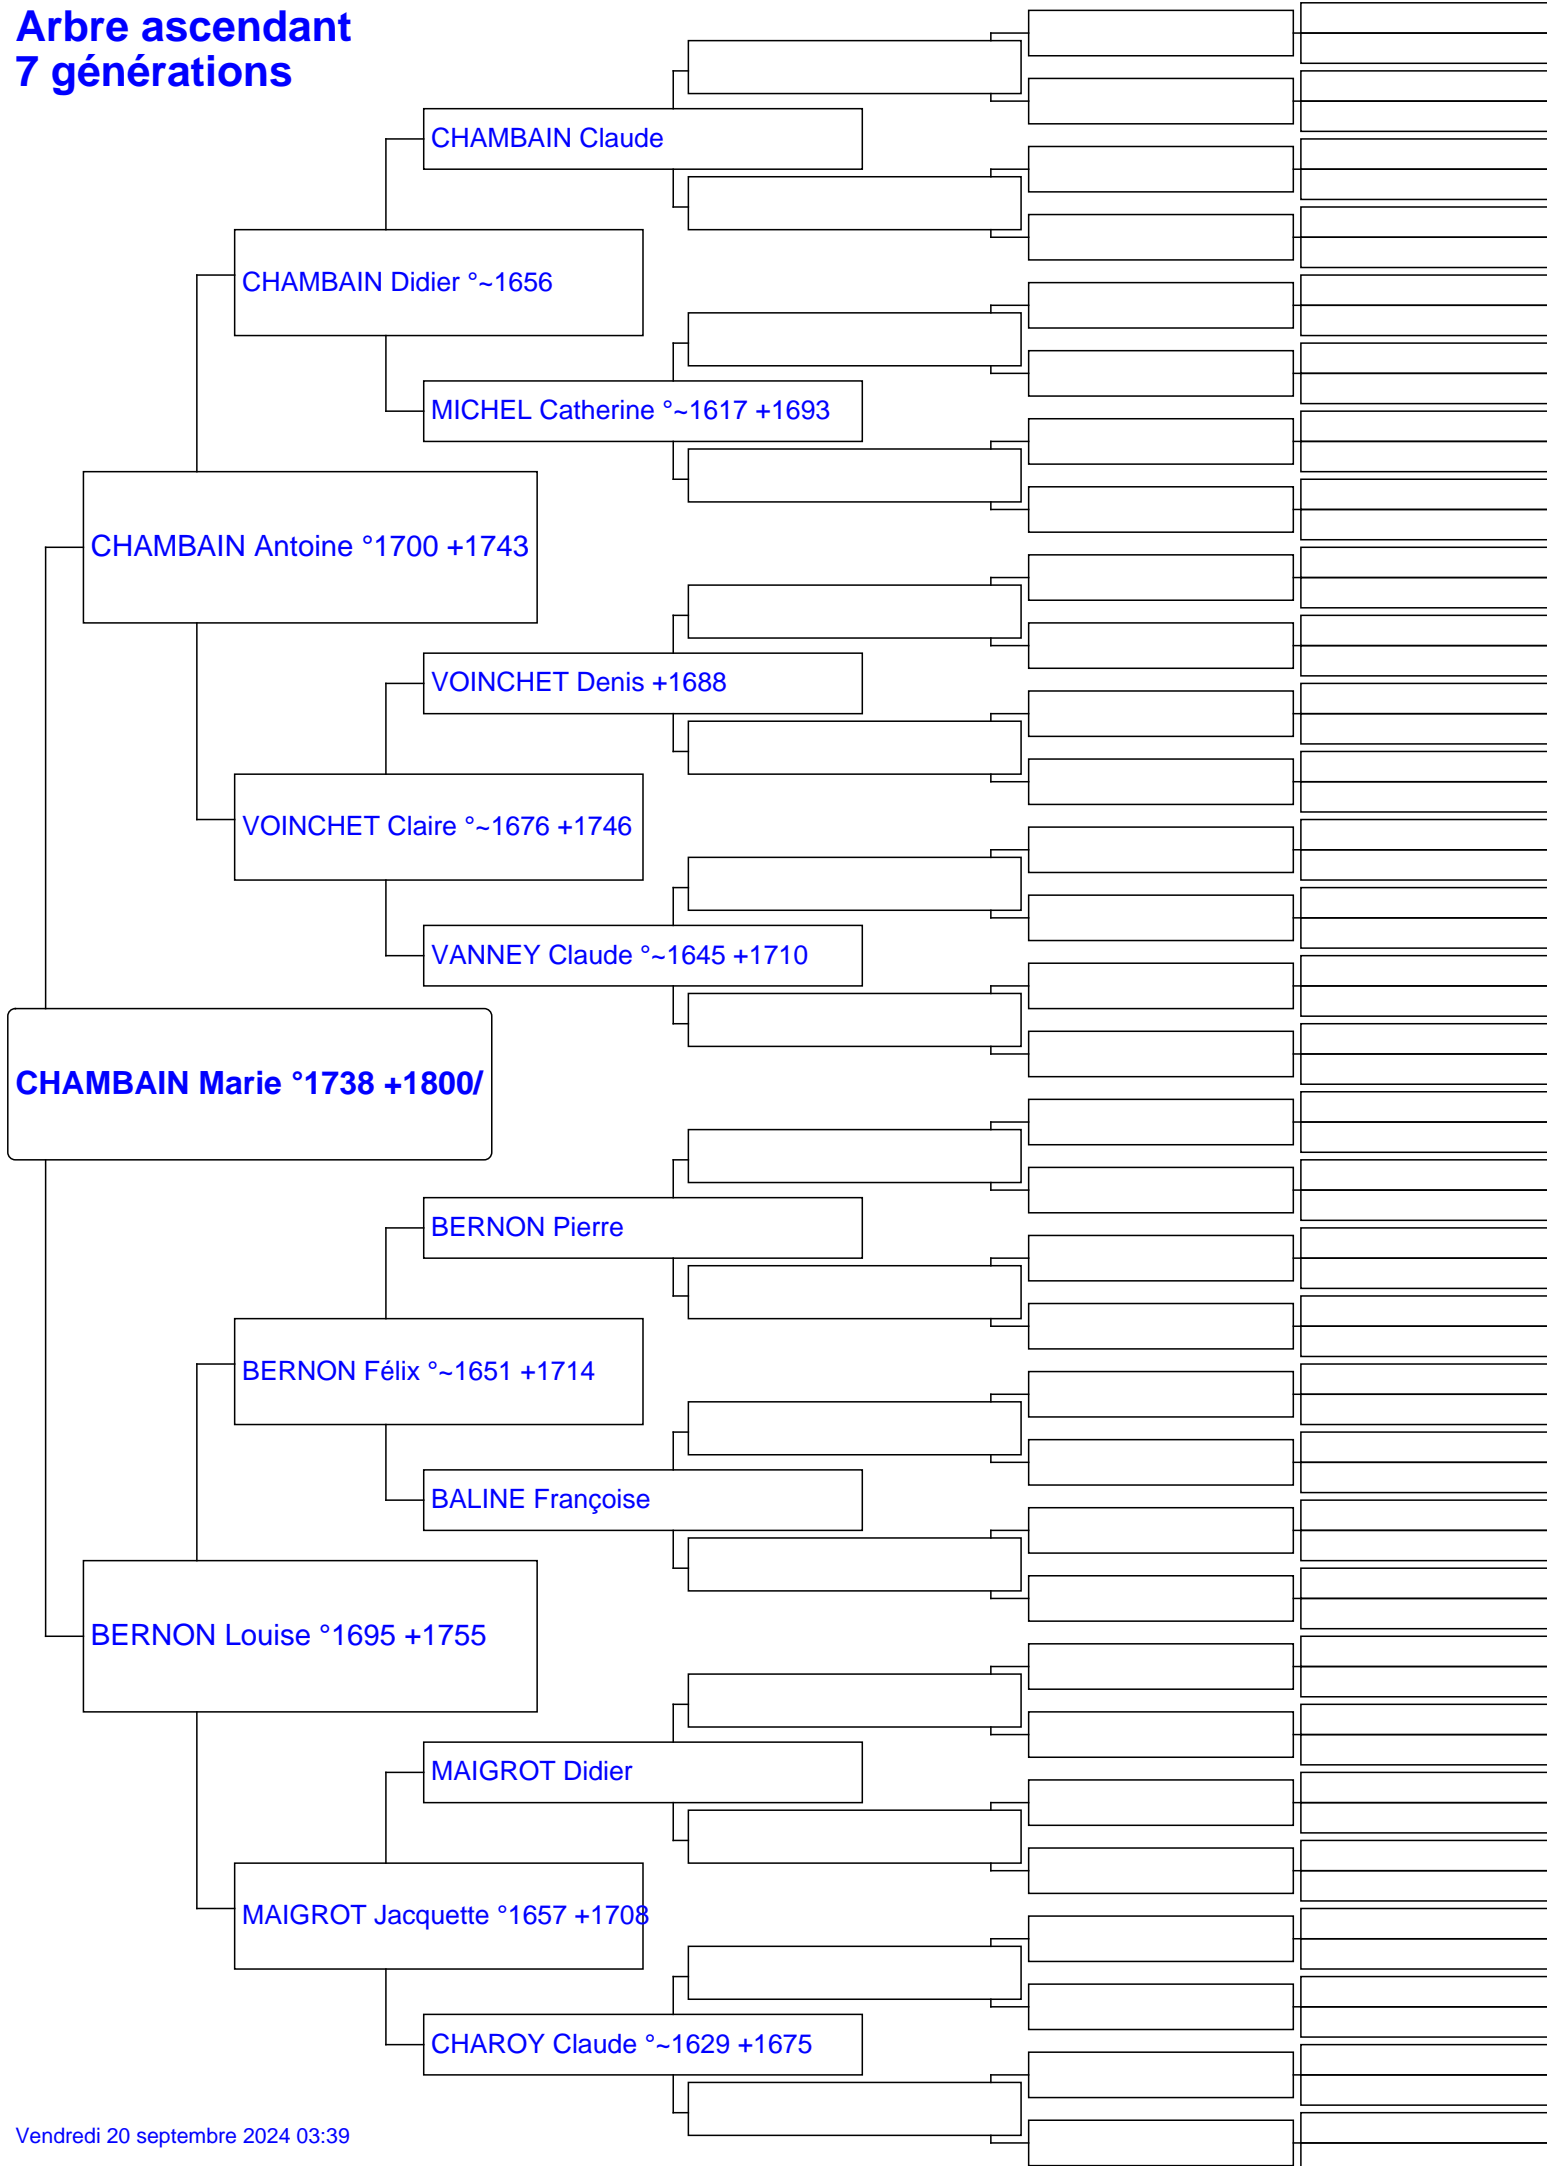 Arbre ascendant
7 générations
CHAMBAIN Claude
CHAMBAIN Didier °~1656
MICHEL Catherine °~1617 +1693
CHAMBAIN Antoine °1700 +1743
VOINCHET Denis +1688
VOINCHET Claire °~1676 +1746
VANNEY Claude °~1645 +1710
CHAMBAIN Marie °1738 +1800/
BERNON Pierre
BERNON Félix °~1651 +1714
BALINE Françoise
BERNON Louise °1695 +1755
MAIGROT Didier
MAIGROT Jacquette °1657 +1708
CHAROY Claude °~1629 +1675
Vendredi 20 septembre 2024 03:39